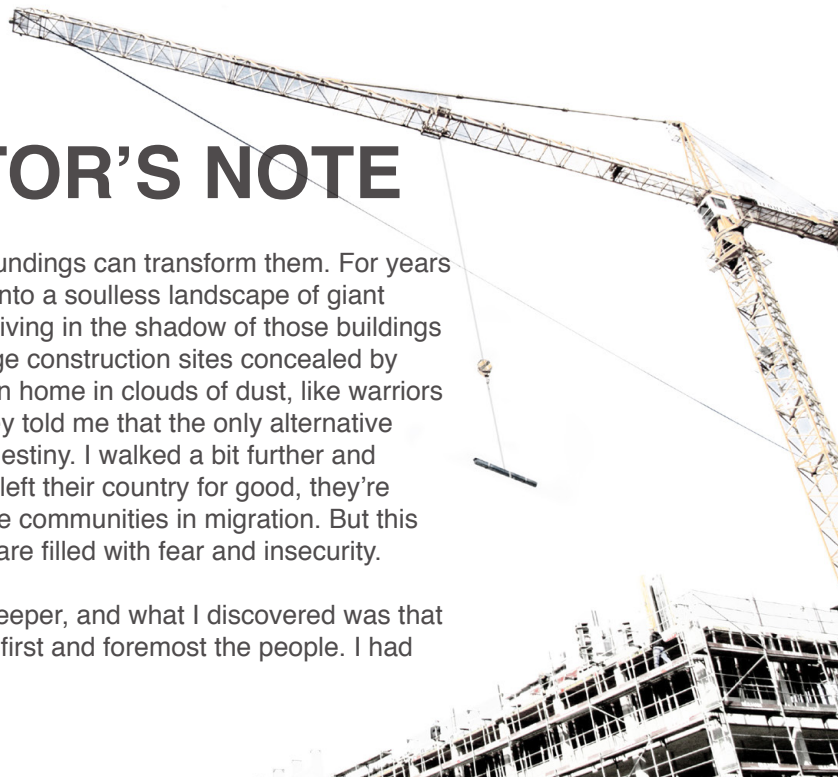 TOR’S NOTE
undings can transform them. For years
nto a soulless landscape of giant
iving in the shadow of those buildings
ge construction sites concealed by
n home in clouds of dust, like warriors
y told me that the only alternative
estiny. I walked a bit further and
left their country for good, they’re
e communities in migration. But this
are filled with fear and insecurity.
eeper, and what I discovered was that
first and foremost the people. I had